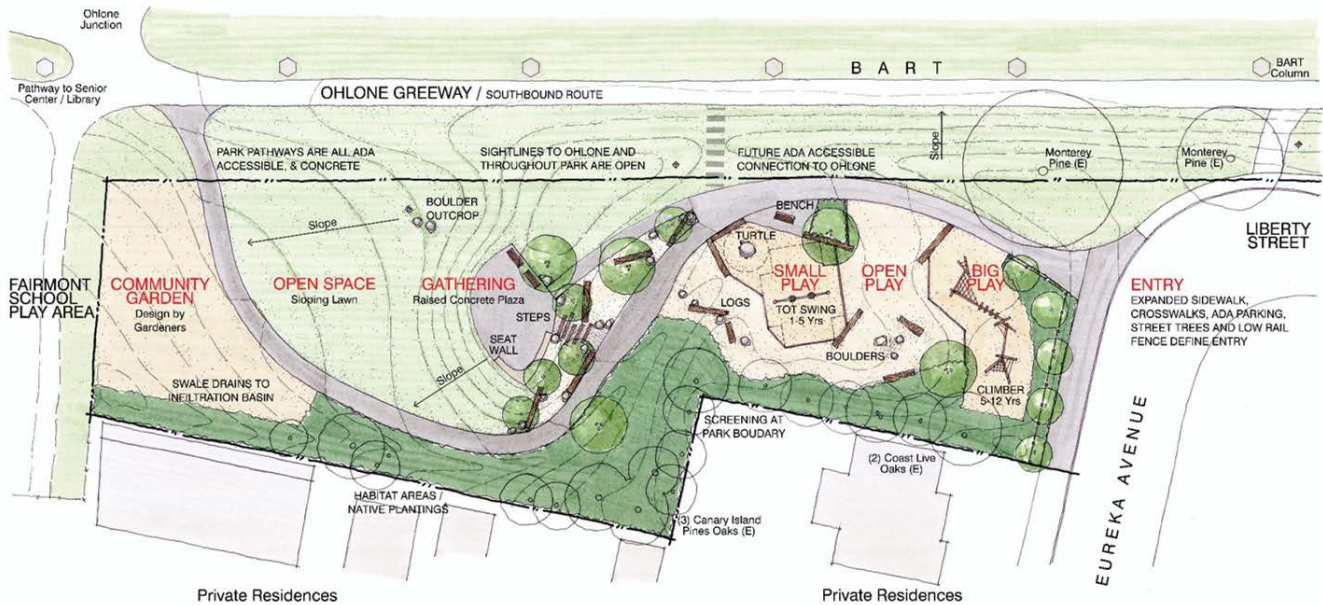 Ohlone
Junction
Pathway to Senior
Center / Library
BART
BART
Column
OHLONE GREEWAY / SOUTHBOUND ROUTE
PARK PATHWAYS ARE ALL ADA
ACCESSIBLE, & CONCRETE
SIGHTLINES TO OHLONE AND
THROUGHOUT PARK ARE OPEN
FUTURE ADA ACCESSIBLE
CONNECTION TO OHLONE
Slope
Monterey
Pine (E)
Monterey
Pine (E)
BOULDER
OUTCROP
Slope
BENCH
TURTLE
LIBERTY
STREET
FAIRMONT
SCHOOL
PLAY AREA
COMMUNITY
GARDEN
Design by
Gardeners
OPEN SPACE
Sloping Lawn
GATHERING
Raised Concrete Plaza
STEPS
SEAT
WALL
Slope
LOGS
SMALL
PLAY
TOT SWING
1-5 Yrs
OPEN
PLAY
BOULDERS
BIG
PLAY
CLIMBER
5-12 Yrs
ENTRY
EXPANDED SIDEWALK,
CROSSWALKS, ADA PARKING,
STREET TREES AND LOW RAIL
FENCE DEFINE ENTRY
SWALE DRAINS TO
INFILTRATION BASIN
SCREENING AT
PARK BOUDARY
(2) Coast Live
Oaks (E)
HABITAT AREAS /
NATIVE PLANTINGS
(3) Canary Island
Pines Oaks (E)
EUREKA AVENUE
Private Residences
Private Residences